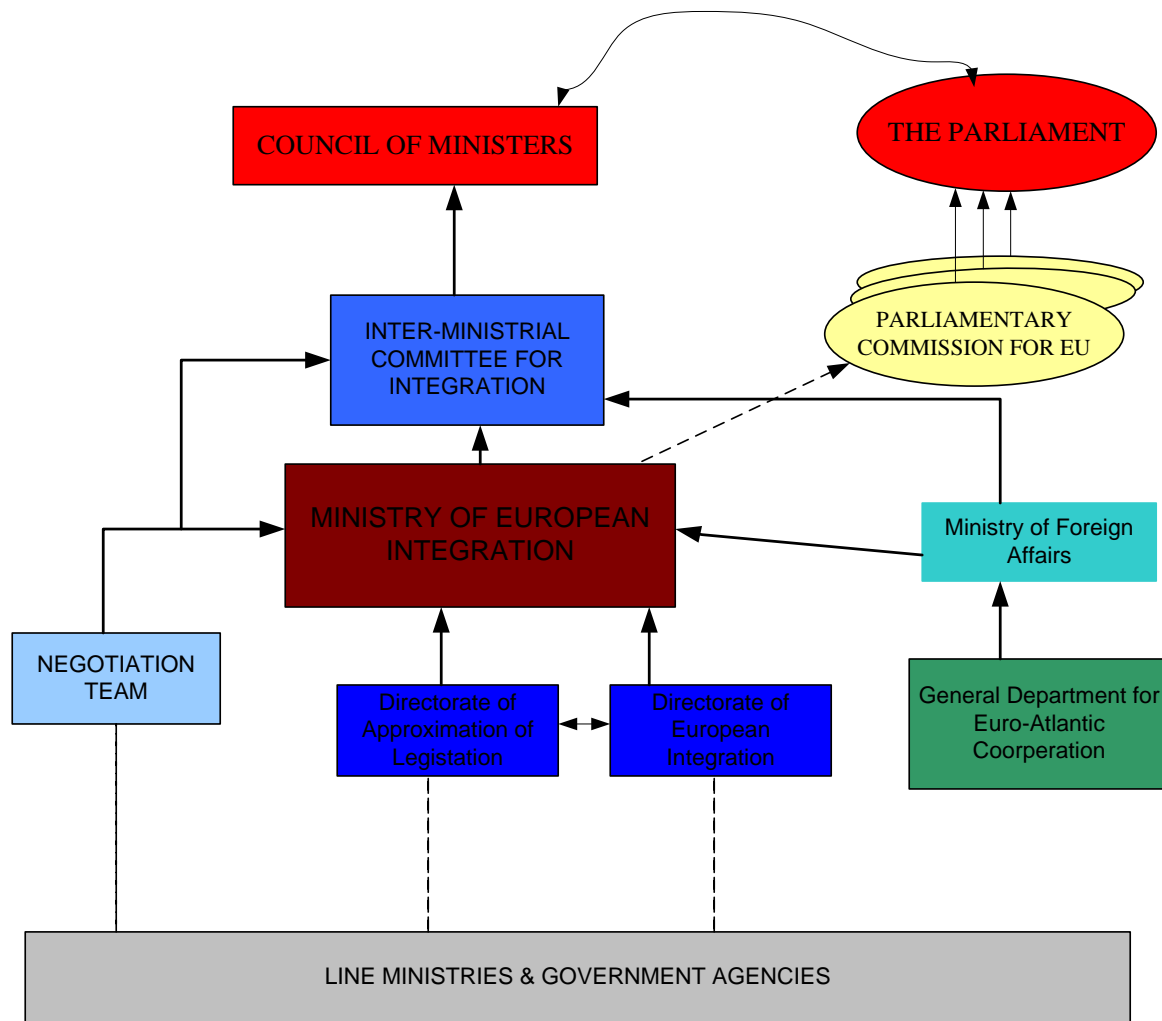 COUNCIL OF MINISTERS
THE PARLIAMENT
INTER-MINISTRIAL
COMMITTEE FOR
INTEGRATION
PARLIAMENTARY
COMMISSION FOR EU
MINISTRY OF EUROPEAN
INTEGRATION
Ministry of Foreign
Affairs
NEGOTIATION
TEAM
Directorate of
Approximation of
Legistation
Directorate of
European
Integration
General Department for
Euro-Atlantic
Coorperation
LINE MINISTRIES & GOVERNMENT AGENCIES